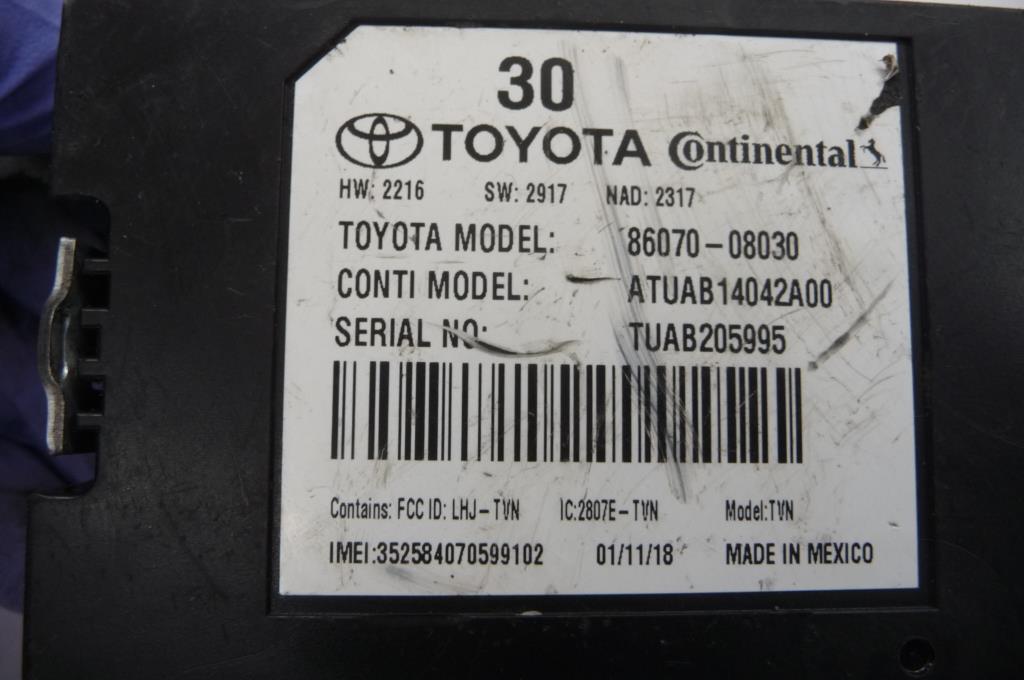 30
TOYOTA Continental
HW: 2216 SW: 2917 NAD: 2317
TOYOTA MODEL: 86070-08030
CONTI MODEL: ATUAB14042A00
SERIAL NO: TUAB205995
Contains: FCC ID: LHJ-TVN IC:2807E-TVN Model:TVN
IMEI:352584070599102 01/11/18 MADE IN MEXICO